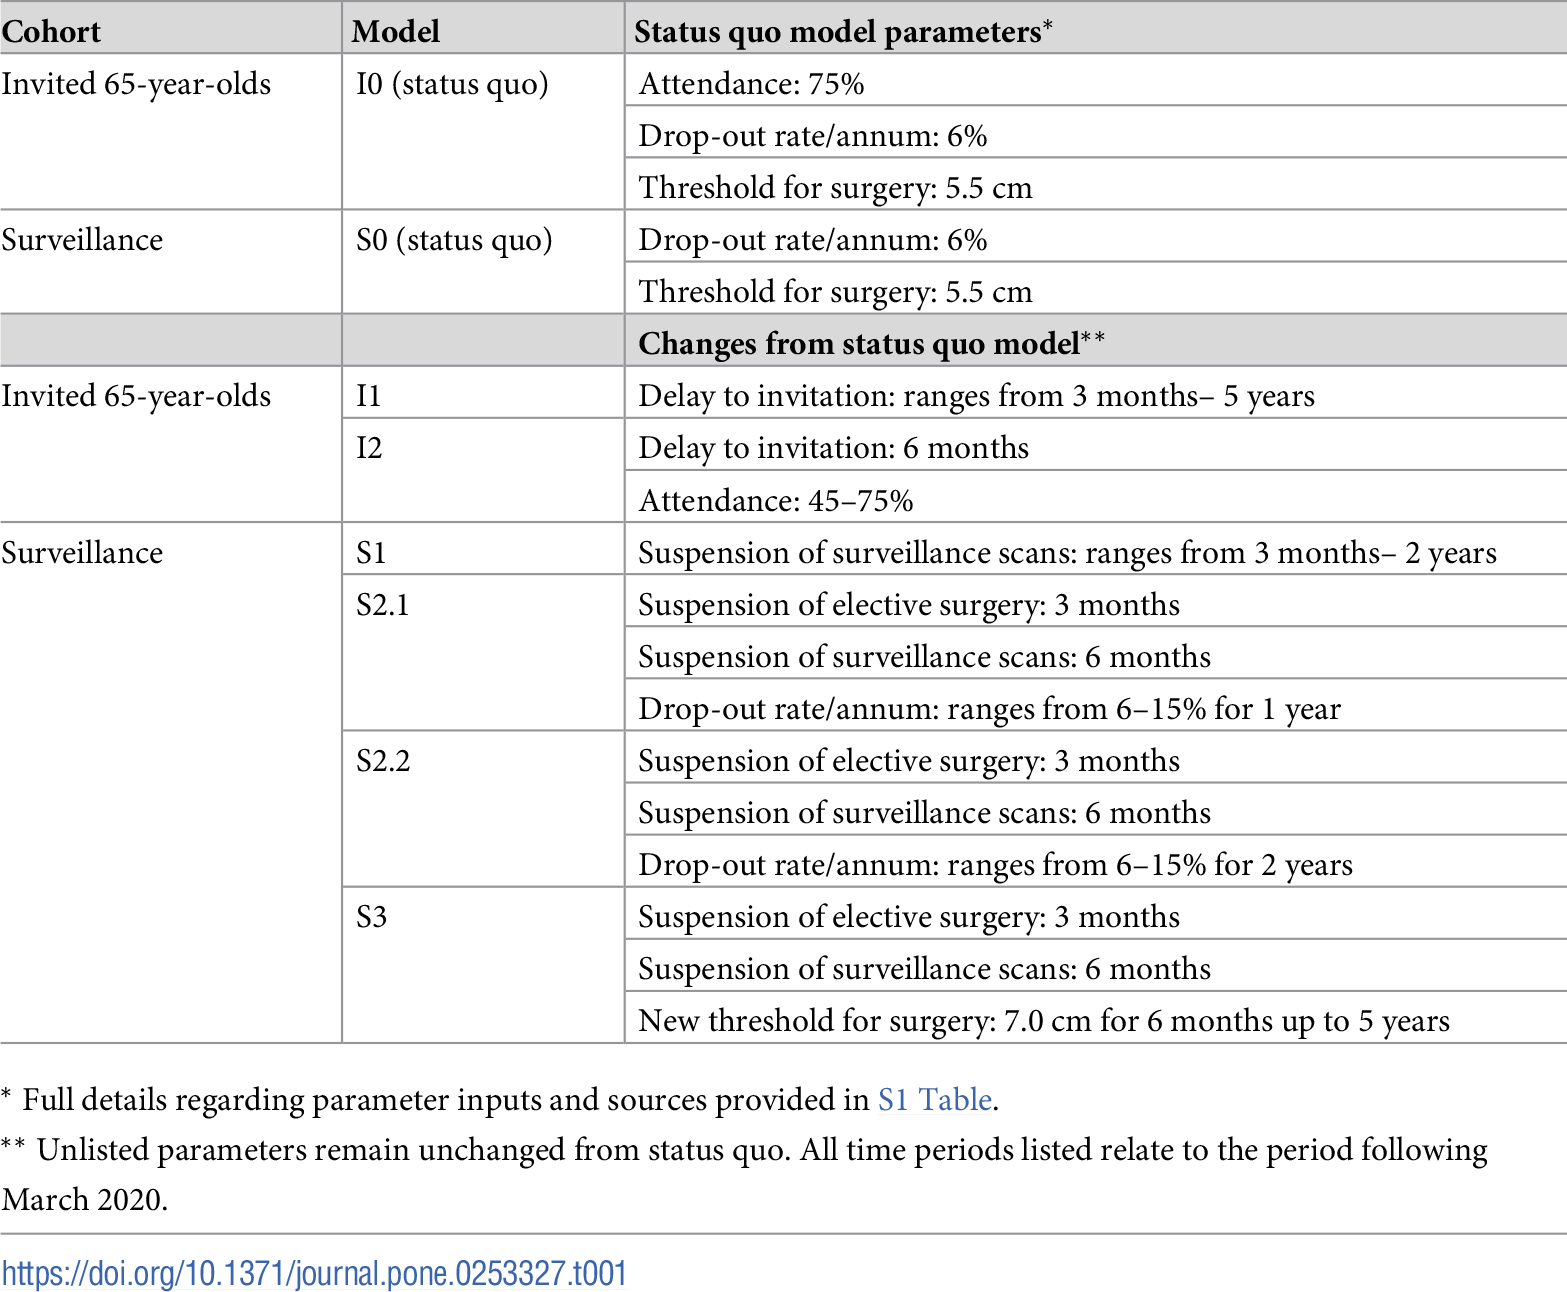 Cohort Model Status quo model parameters*
Invited 65-year-olds I0 (status quo) Attendance: 75%
Drop-out rate/annum: 6%
Threshold for surgery: 5.5 cm
Surveillance S0 (status quo) Drop-out rate/annum: 6%
Threshold for surgery: 5.5 cm
Changes from status quo model**
Invited 65-year-olds I1 Delay to invitation: ranges from 3 months– 5 years
I2 Delay to invitation: 6 months
Attendance: 45–75%
Surveillance S1 Suspension of surveillance scans: ranges from 3 months– 2 years
S2.1 Suspension of elective surgery: 3 months
Suspension of surveillance scans: 6 months
Drop-out rate/annum: ranges from 6–15% for 1 year
S2.2 Suspension of elective surgery: 3 months
Suspension of surveillance scans: 6 months
Drop-out rate/annum: ranges from 6–15% for 2 years
S3 Suspension of elective surgery: 3 months
Suspension of surveillance scans: 6 months
New threshold for surgery: 7.0 cm for 6 months up to 5 years
* Full details regarding parameter inputs and sources provided in S1 Table.
** Unlisted parameters remain unchanged from status quo. All time periods listed relate to the period following
March 2020.
https://doi.org/10.1371/journal.pone.0253327.t001